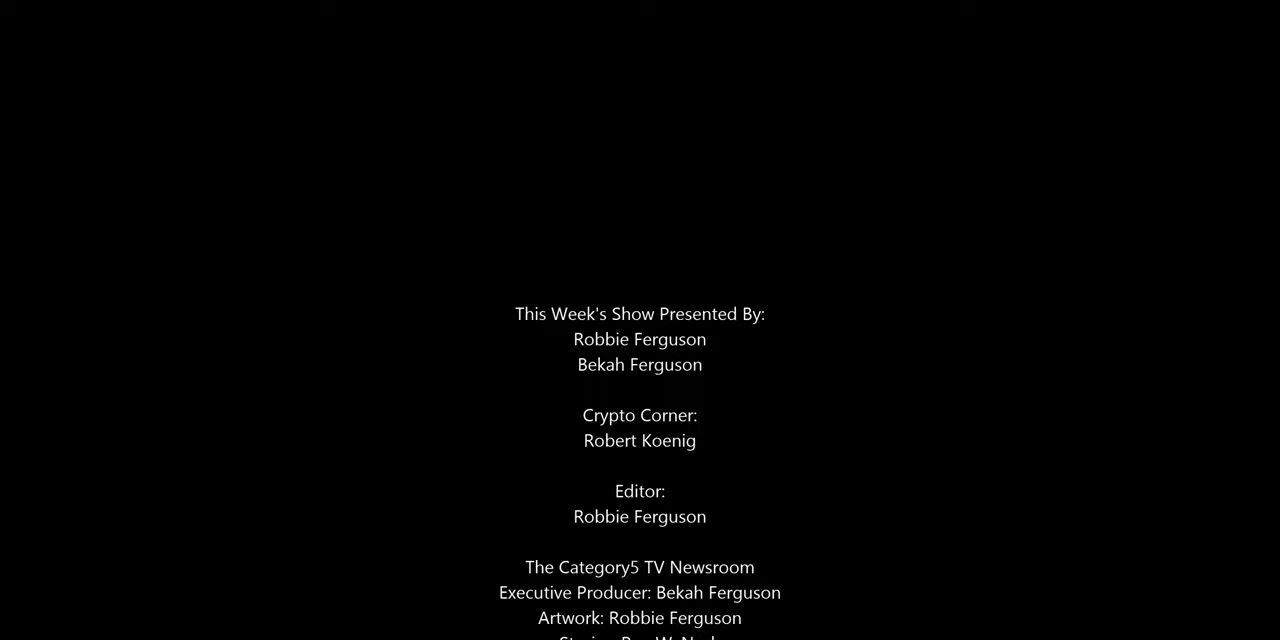 This Week's Show Presented By:
Robbie Ferguson
Bekah Ferguson
Crypto Corner:
Robert Koenig
Editor:
Robbie Ferguson
The Category5 TV Newsroom
Executive Producer: Bekah Ferguson
Artwork: Robbie Ferguson